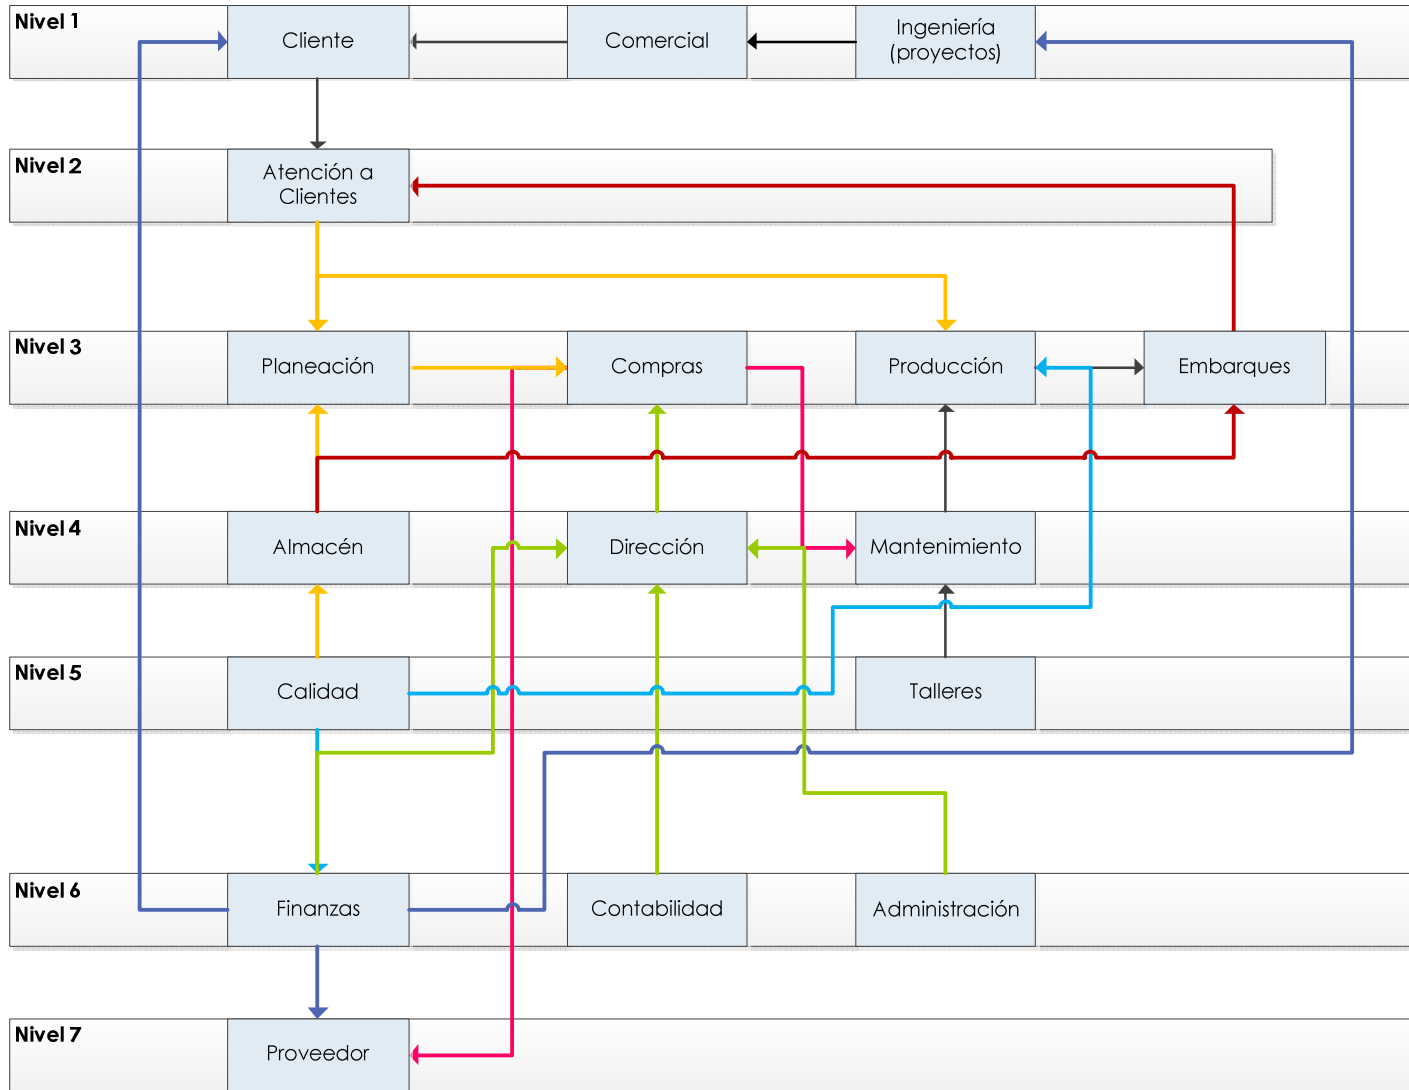 Nivel 1
Cliente
Comercial
Ingeniería
(proyectos)
Nivel 2
Atención a
Clientes
Nivel 3
Planeación
Compras
Producción
Embarques
Nivel 4
Almacén
Dirección
Mantenimiento
Nivel 5
Calidad
Talleres
Nivel 6
Finanzas
Contabilidad
Administración
Nivel 7
Proveedor